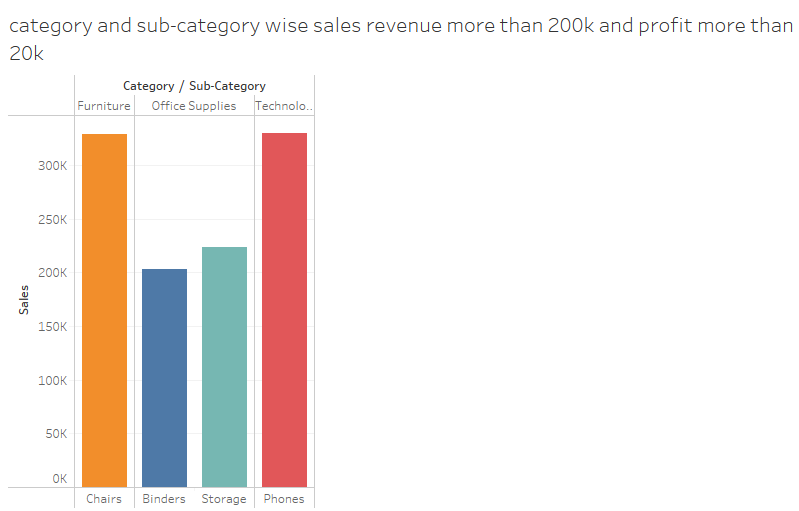 category and sub-category wise sales revenue more than 200k and profit more than
20k
Category / Sub-Category
Furniture Office Supplies Technolo..
300K
250K
200K
150K
100K
50K
0K
Sales
Chairs Binders Storage Phones